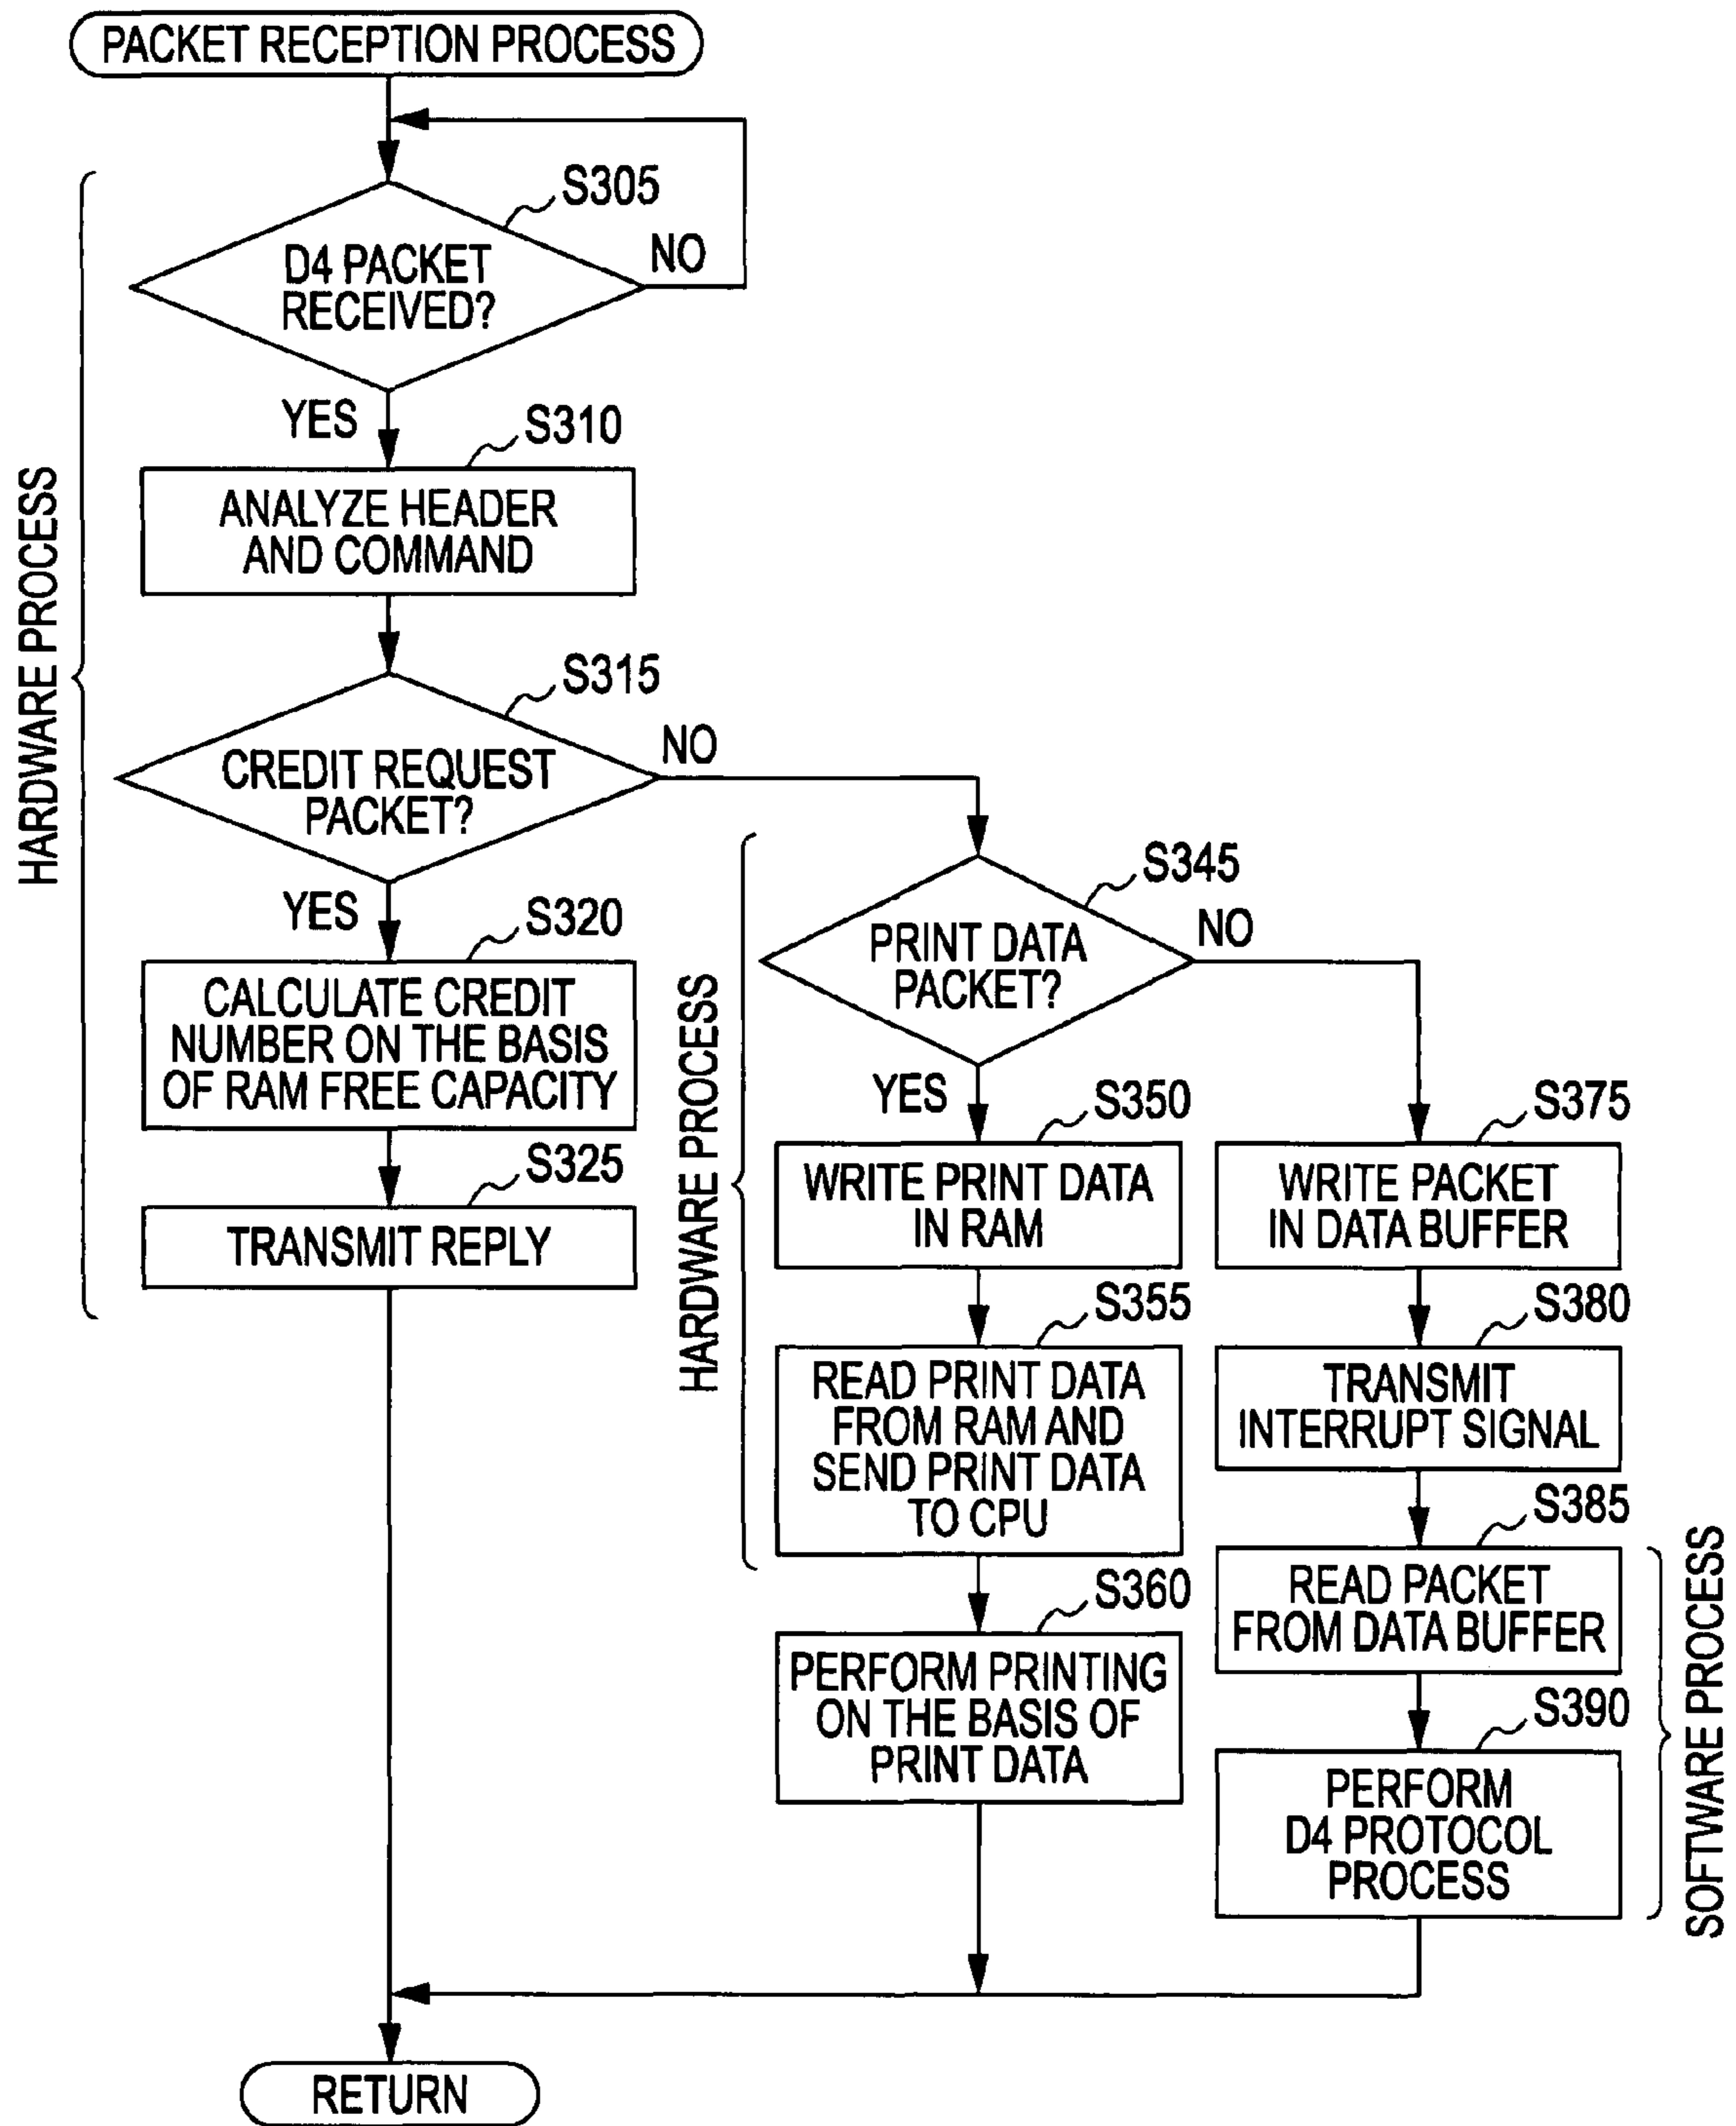 PACKET RECEPTION PROCESS
S305
D4 PACKET
RECEIVED?
NO
YES
S310
ANALYZE HEADER
AND COMMAND
HARDWARE PROCESS
S315
CREDIT REQUEST
PACKET?
NO
YES
S320
CALCULATE CREDIT
NUMBER ON THE BASIS
OF RAM FREE CAPACITY
S325
TRANSMIT REPLY
HARDWARE PROCESS
S345
PRINT DATA
PACKET?
NO
YES
S350
WRITE PRINT DATA
IN RAM
S355
READ PRINT DATA
FROM RAM AND
SEND PRINT DATA
TO CPU
S360
PERFORM PRINTING
ON THE BASIS OF
PRINT DATA
S375
WRITE PACKET
IN DATA BUFFER
S380
TRANSMIT
INTERRUPT SIGNAL
S385
READ PACKET
FROM DATA BUFFER
S390
PERFORM
D4 PROTOCOL
PROCESS
SOFTWARE PROCESS
RETURN